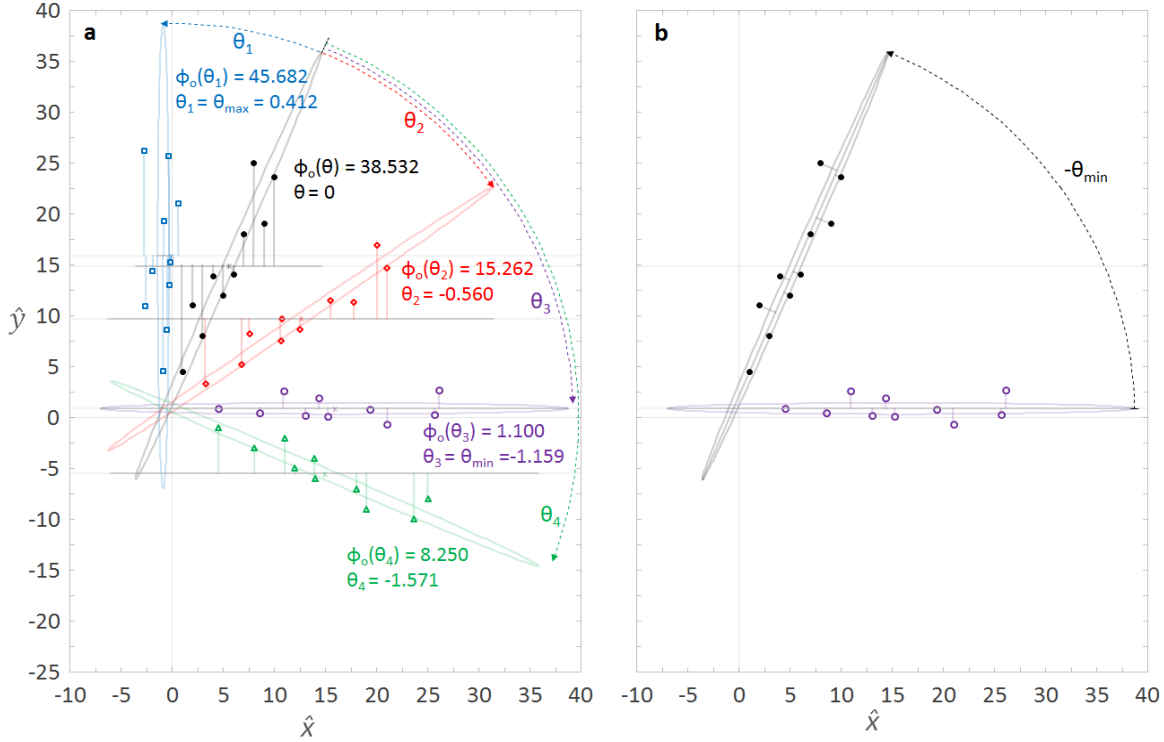 a
θ1
ϕo(θ1) = 45.682
θ1 = θmax = 0.412
θ2
ϕo(θ) = 38.532
θ = 0
ϕo(θ2) = 15.262
θ2 = -0.560
θ3
ϕo(θ3) = 1.100
θ3 = θmin = -1.159
θ4
ϕo(θ4) = 8.250
θ4 = -1.571
40
35
30
25
20
15
10
5
0
-5
-10
-15
-20
-25
ŷ
-10 -5 0 5 10 15 20 25 30 35 40
x̂
b
-θmin
-10 -5 0 5 10 15 20 25 30 35 40
x̂